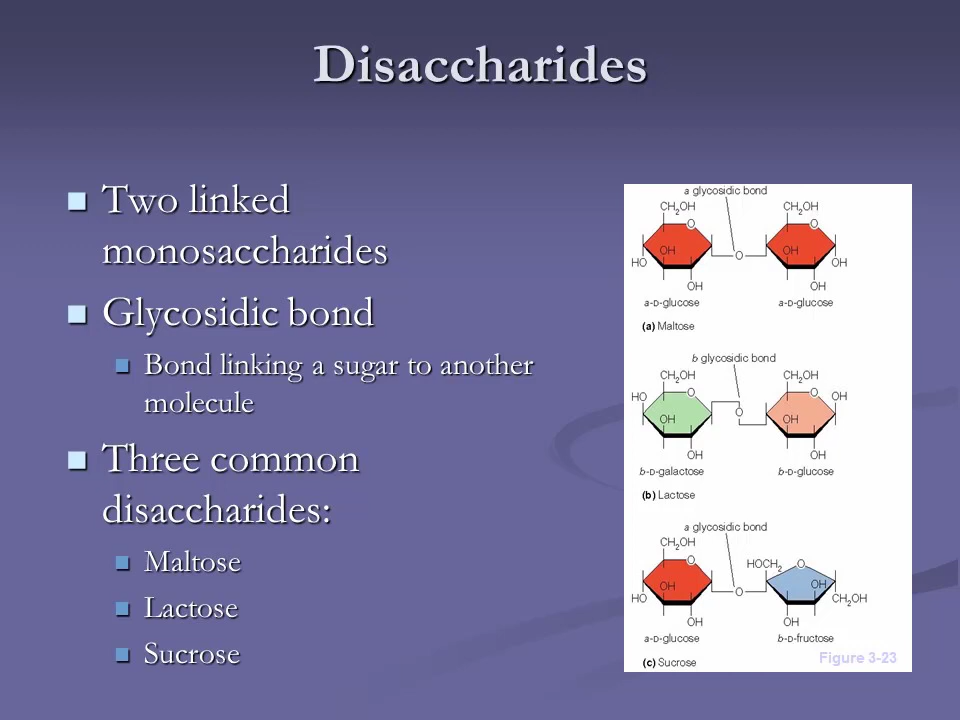 Disaccharides
Two linked
monosaccharides
Glycosidic bond
Bond linking a sugar to another
molecule
Three common
disaccharides:
Maltose
Lactose
Sucrose
a glycosidic bond
CH2OH CH2OH
O O
OH OH
HO O OH
OH OH
a-D-glucose a-D-glucose
(a) Maltose
b glycosidic bond
CH2OH CH2OH
HO O O OH
O
OH OH
OH OH
b-D-galactose b-D-glucose
(b) Lactose
a glycosidic bond
CH2OH
HOCH2 O
O
OH OH
HO O CH2OH
OH OH
a-D-glucose b-D-fructose
(c) Sucrose
Figure 3-23